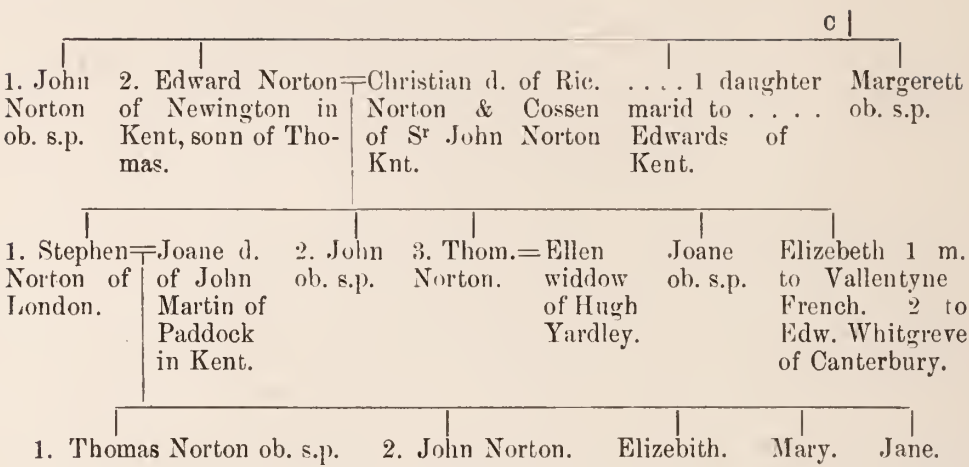 C
1. John
Norton
ob. s.p.
2. Edward Norton
of Newington in
Kent, sonn of Tho-
mas.
Christian d. of Ric.
Norton & Cossen
of Sʳ John Norton
Knt.
.... 1 daughter
marid to ....
Edwards of
Kent.
Margerett
ob. s.p.
1. Stephen
Norton of
London.
Joane d.
of John
Martin of
Paddock
in Kent.
2. John
ob. s.p.
3. Thom.
Norton.
Ellen
widdow
of Hugh
Yardley.
Joane
ob. s.p.
Elizebeth 1 m.
to Vallentyne
French. 2 to
Edw. Whitgreve
of Canterbury.
1. Thomas Norton ob. s.p.
2. John Norton.
Elizebith.
Mary.
Jane.